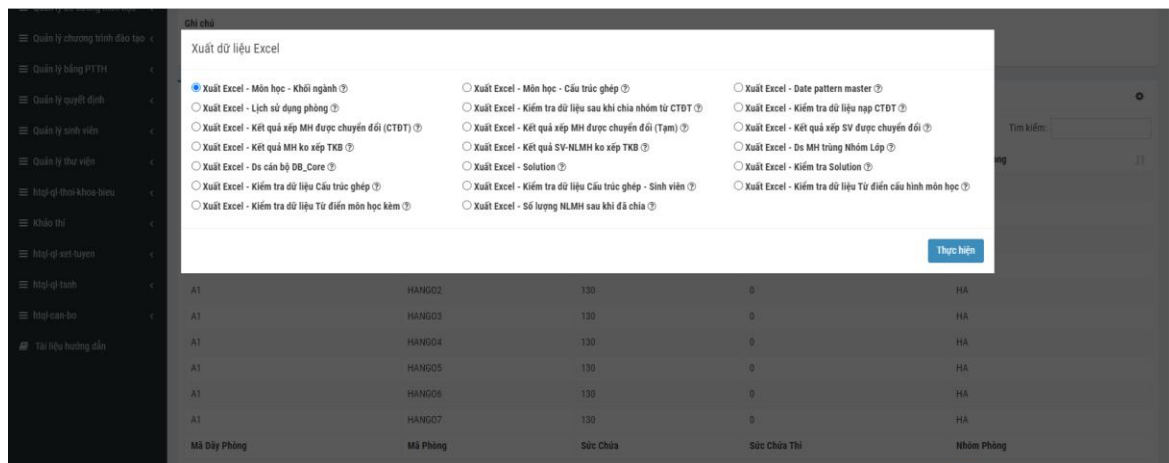 Ghi chú
Quản lý chương trình đào tạo
Quản lý bằng PTTH
Quản lý quyết định
Quản lý sinh viên
Quản lý thư viện
htql-ql-thoi-khoa-bieu
Khảo thí
htql-ql-xet-tuyen
htql-ql-tsnh
htql-can-bo
Tài liệu hướng dẫn
Xuất dữ liệu Excel
Xuất Excel - Môn học - Khối ngành
Xuất Excel - Môn học - Cấu trúc ghép
Xuất Excel - Date pattern master
Xuất Excel - Lịch sử dụng phòng
Xuất Excel - Kiểm tra dữ liệu sau khi chia nhóm từ CTĐT
Xuất Excel - Kiểm tra dữ liệu nạp CTĐT
Xuất Excel - Kết quả xếp MH được chuyển đổi (CTĐT)
Xuất Excel - Kết quả xếp MH được chuyển đổi (Tạm)
Xuất Excel - Kết quả xếp SV được chuyển đổi
Xuất Excel - Kết quả MH ko xếp TKB
Xuất Excel - Kết quả SV-NLMH ko xếp TKB
Xuất Excel - Ds MH trùng Nhóm Lớp
Xuất Excel - Ds cán bộ DB_Core
Xuất Excel - Solution
Xuất Excel - Kiểm tra Solution
Xuất Excel - Kiểm tra dữ liệu Cấu trúc ghép
Xuất Excel - Kiểm tra dữ liệu Cấu trúc ghép - Sinh viên
Xuất Excel - Kiểm tra dữ liệu Từ điển cấu hình môn học
Xuất Excel - Kiểm tra dữ liệu Từ điển môn học kèm
Xuất Excel - Số lượng NLMH sau khi đã chia
Thực hiện
Tìm kiếm:
A1 HANGO2 130 0 HA
A1 HANGO3 130 0 HA
A1 HANGO4 130 0 HA
A1 HANGO5 130 0 HA
A1 HANGO6 130 0 HA
A1 HANGO7 130 0 HA
Mã Dãy Phòng Mã Phòng Sức Chứa Sức Chứa Thi Nhóm Phòng